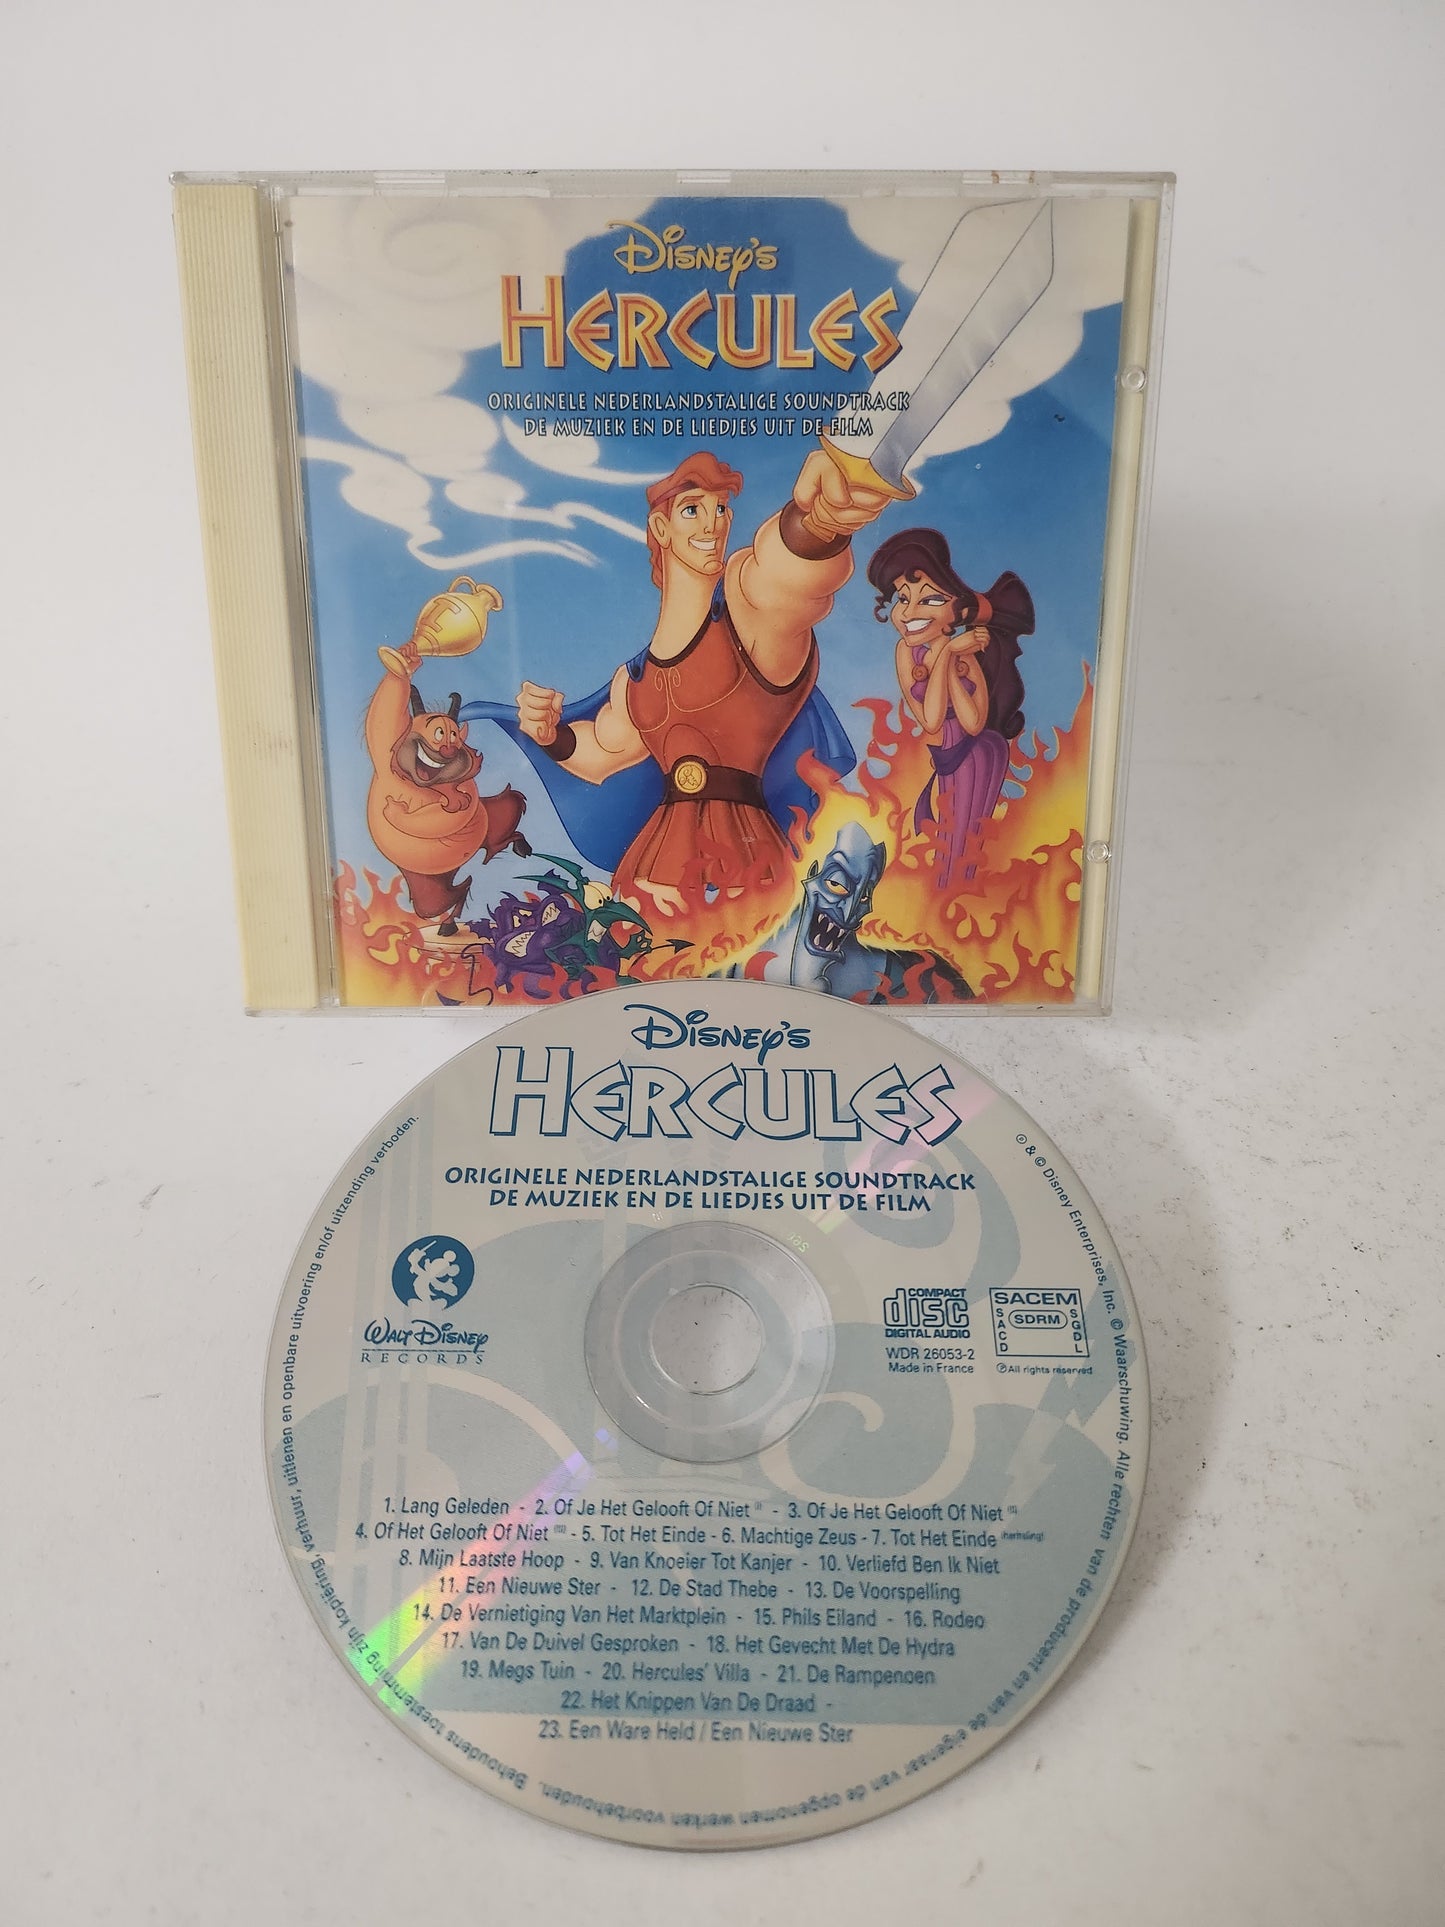 DISNEY'S
HERCULES
ORIGINELE NEDERLANDSTALIGE SOUNDTRACK
DE MUZIEK EN DE LIEDJES UIT DE FILM
DISNEY'S
HERCULES
ORIGINELE NEDERLANDSTALIGE SOUNDTRACK
DE MUZIEK EN DE LIEDJES UIT DE FILM
WALT DISNEY
RECORDS
COMPACT
disc
DIGITAL AUDIO
WDR 26053-2
Made in France
SACEM
SACD
SDRM
SGDL
℗ All rights reserved
1. Lang Geleden - 2. Of Je Het Gelooft Of Niet (I) - 3. Of Je Het Gelooft Of Niet (II)
4. Of Het Gelooft Of Niet (III) - 5. Tot Het Einde - 6. Machtige Zeus - 7. Tot Het Einde (herhaling)
8. Mijn Laatste Hoop - 9. Van Knoeier Tot Kanjer - 10. Verliefd Ben Ik Niet
11. Een Nieuwe Ster - 12. De Stad Thebe - 13. De Voorspelling
14. De Vernietiging Van Het Marktplein - 15. Phils Eiland - 16. Rodeo
17. Van De Duivel Gesproken - 18. Het Gevecht Met De Hydra
19. Megs Tuin - 20. Hercules' Villa - 21. De Rampenoen
22. Het Knippen Van De Draad -
23. Een Ware Held / Een Nieuwe Ster
℗ & © Disney Enterprises, Inc. © Waarschuwing. Alle rechten van de producent en van de eigenaar van de opgenomen werken voorbehouden. Behoudens toestemming zijn kopiëring, verhuur, uitlenen en openbare uitvoering en/of uitzending verboden.